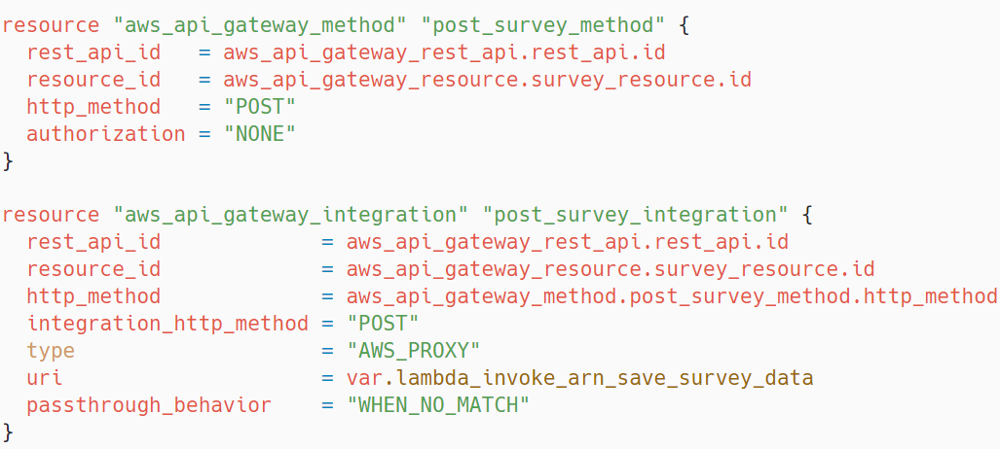 resource "aws_api_gateway_method" "post_survey_method" {
  rest_api_id   = aws_api_gateway_rest_api.rest_api.id
  resource_id   = aws_api_gateway_resource.survey_resource.id
  http_method   = "POST"
  authorization = "NONE"
}

resource "aws_api_gateway_integration" "post_survey_integration" {
  rest_api_id             = aws_api_gateway_rest_api.rest_api.id
  resource_id             = aws_api_gateway_resource.survey_resource.id
  http_method             = aws_api_gateway_method.post_survey_method.http_method
  integration_http_method = "POST"
  type                    = "AWS_PROXY"
  uri                     = var.lambda_invoke_arn_save_survey_data
  passthrough_behavior    = "WHEN_NO_MATCH"
}